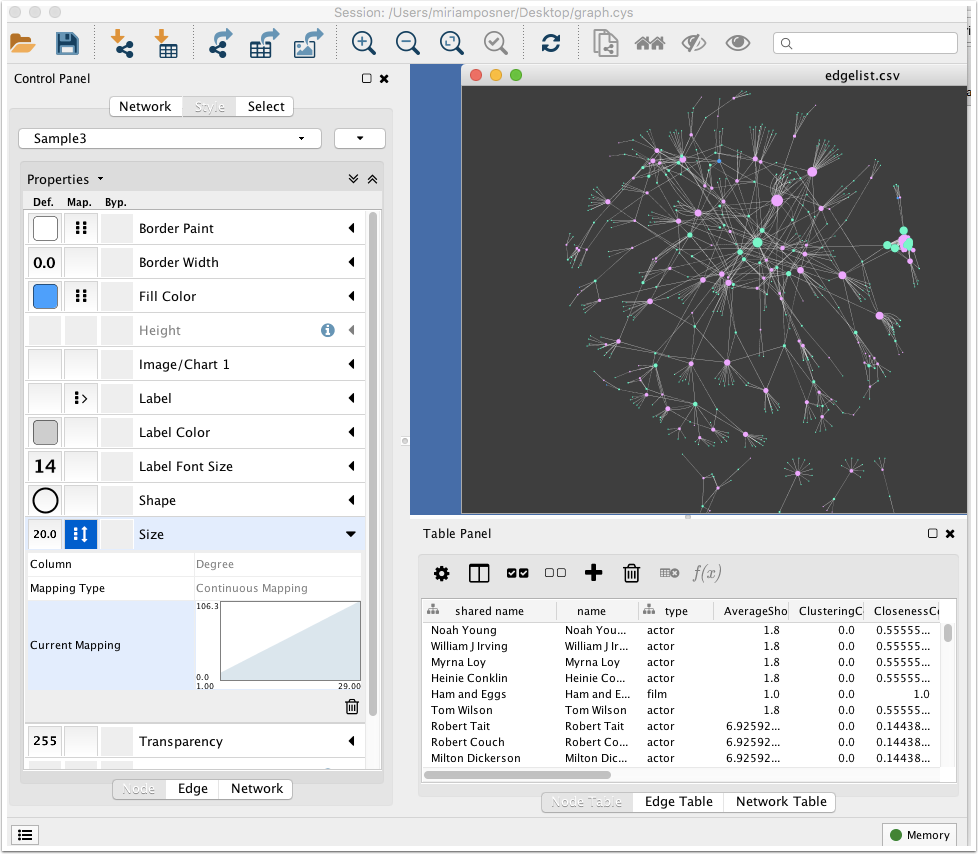 Session: /Users/miriamposner/Desktop/graph.cys
Control Panel
Network Style Select
Sample3
Properties
Def. Map. Byp.
Border Paint
0.0 Border Width
Fill Color
Height
Image/Chart 1
Label
Label Color
14 Label Font Size
Shape
20.0 Size
Column Degree
Mapping Type Continuous Mapping
Current Mapping
106.3
0.0
1.00 29.00
255 Transparency
Node Edge Network
edgelist.csv
Table Panel
f(x)
shared name name type AverageSho ClusteringC ClosenessCe
Noah Young Noah You... actor 1.8 0.0 0.55555...
William J Irving William J Ir... actor 1.8 0.0 0.55555...
Myrna Loy Myrna Loy actor 1.8 0.0 0.55555...
Heinie Conklin Heinie Co... actor 1.8 0.0 0.55555...
Ham and Eggs Ham and E... film 1.0 0.0 1.0
Tom Wilson Tom Wilson actor 1.8 0.0 0.55555...
Robert Tait Robert Tait actor 6.92592... 0.0 0.14438...
Robert Couch Robert Co... actor 6.92592... 0.0 0.14438...
Milton Dickerson Milton Dic... actor 6.92592... 0.0 0.14438...
Node Table Edge Table Network Table
Memory